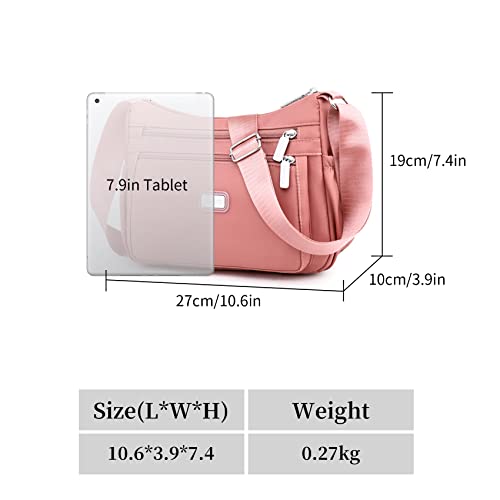 7.9in Tablet
19cm/7.4in
10cm/3.9in
27cm/10.6in
Size(L*W*H) Weight
10.6*3.9*7.4 0.27kg